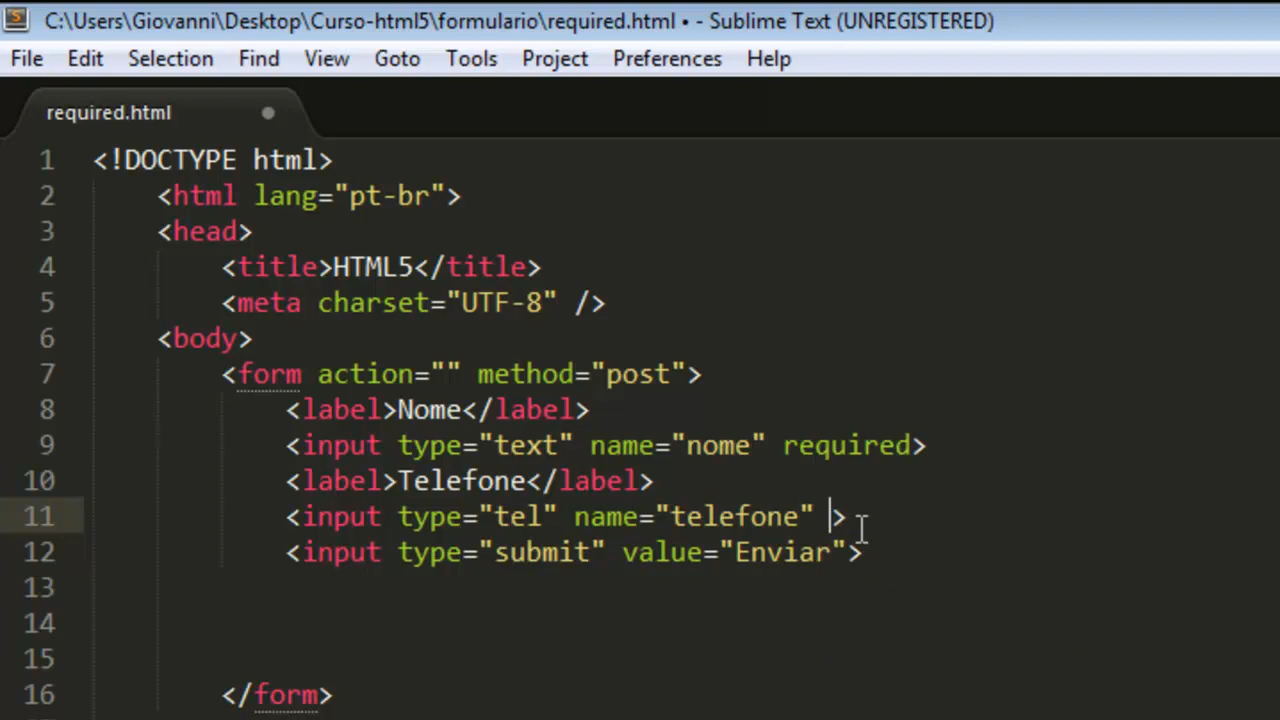 C:\Users\Giovanni\Desktop\Curso-html5\formulario\required.html • - Sublime Text (UNREGISTERED)
File Edit Selection Find View Goto Tools Project Preferences Help
required.html
1 <!DOCTYPE html>
2 <html lang="pt-br">
3 <head>
4 <title>HTML5</title>
5 <meta charset="UTF-8" />
6 <body>
7 <form action="" method="post">
8 <label>Nome</label>
9 <input type="text" name="nome" required>
10 <label>Telefone</label>
11 <input type="tel" name="telefone" >
12 <input type="submit" value="Enviar">
13
14
15
16 </form>